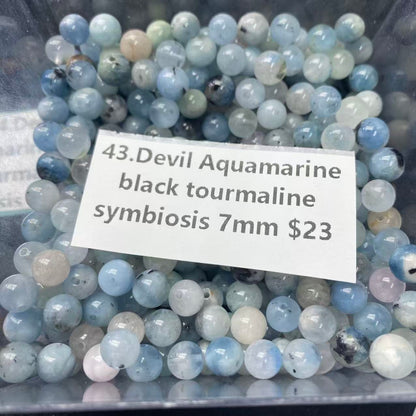 43.Devil Aquamarine
black tourmaline
symbiosis 7mm $23